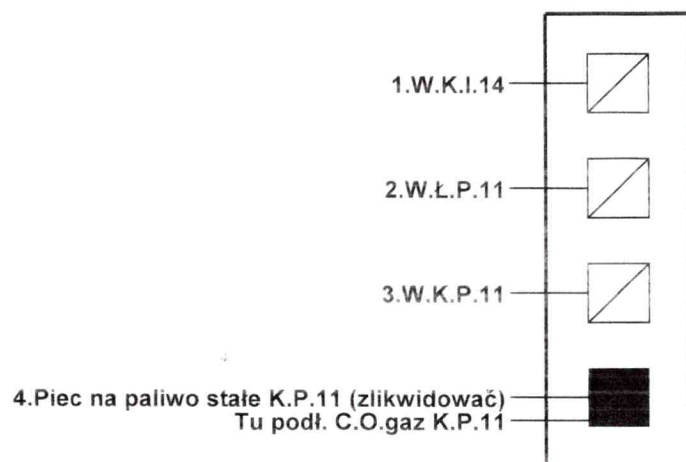 1.W.K.I.14
2.W.Ł.P.11
3.W.K.P.11
4.Piec na paliwo stałe K.P.11 (zlikwidować)
Tu podł. C.O.gaz K.P.11